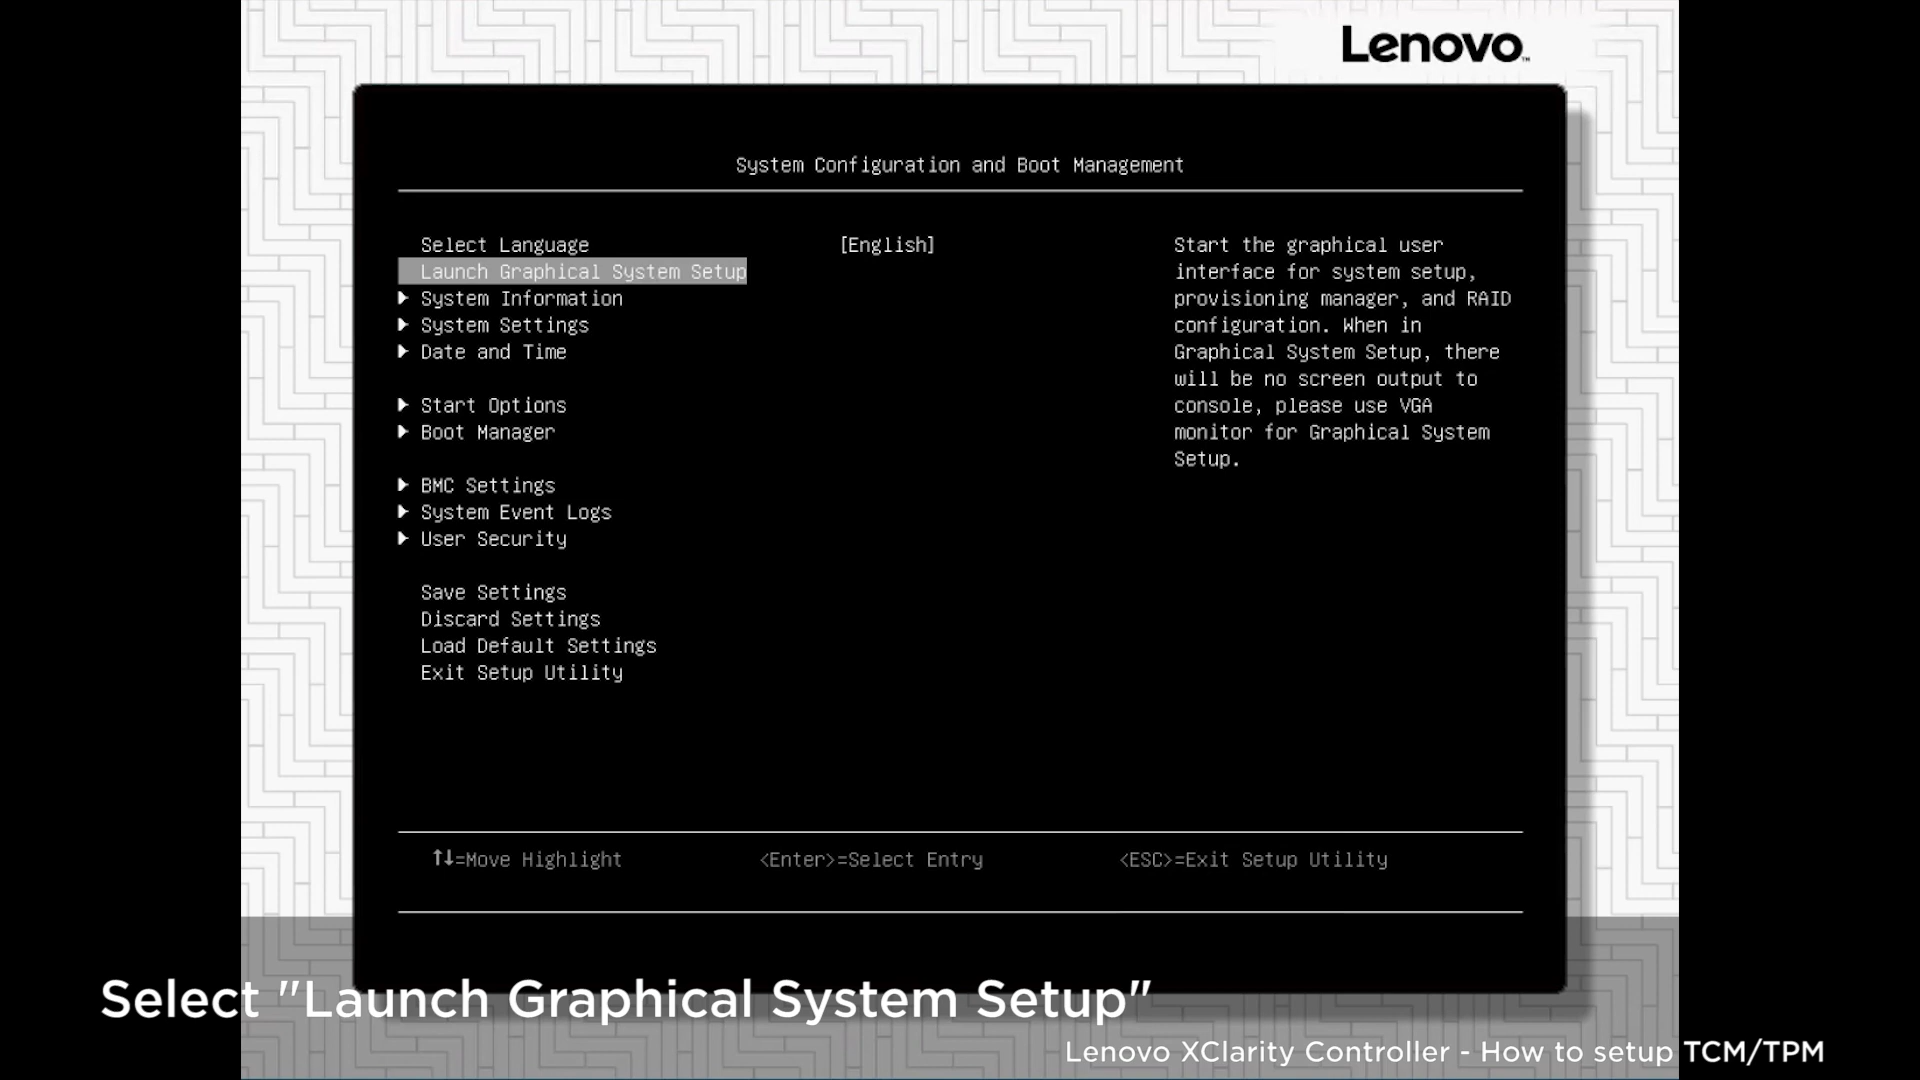 Lenovo™
System Configuration and Boot Management
Select Language [English]
Launch Graphical System Setup
System Information
System Settings
Date and Time
Start Options
Boot Manager
BMC Settings
System Event Logs
User Security
Save Settings
Discard Settings
Load Default Settings
Exit Setup Utility
Start the graphical user
interface for system setup,
provisioning manager, and RAID
configuration. When in
Graphical System Setup, there
will be no screen output to
console, please use VGA
monitor for Graphical System
Setup.
↑↓=Move Highlight <Enter>=Select Entry <ESC>=Exit Setup Utility
Select "Launch Graphical System Setup"
Lenovo XClarity Controller - How to setup TCM/TPM